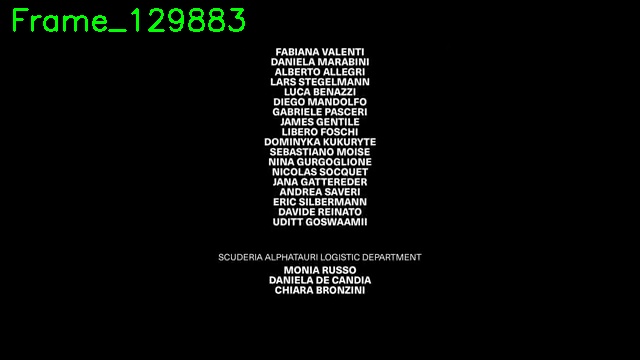 Frame_129883
FABIANA VALENTI
DANIELA MARABINI
ALBERTO ALLEGRI
LARS STEGELMANN
LUCA BENAZZI
DIEGO MANDOLFO
GABRIELE PASCERI
JAMES GENTILE
LIBERO FOSCHI
DOMINYKA KUKURYTE
SEBASTIANO MOISE
NINA GURGOGLIONE
NICOLAS SOCQUET
JANA GATTEREDER
ANDREA SAVERI
ERIC SILBERMANN
DAVIDE REINATO
UDITT GOSWAAMII
SCUDERIA ALPHATAURI LOGISTIC DEPARTMENT
MONIA RUSSO
DANIELA DE CANDIA
CHIARA BRONZINI